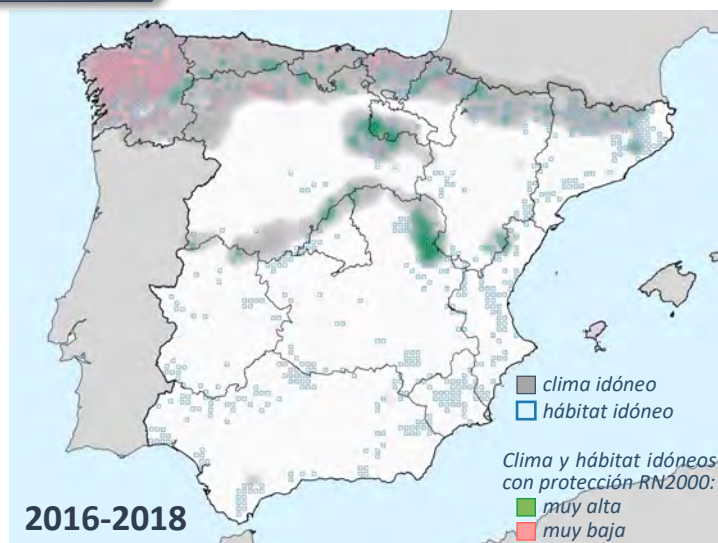 clima idóneo
hábitat idóneo
Clima y hábitat idóneos
con protección RN2000:
muy alta
muy baja
2016-2018